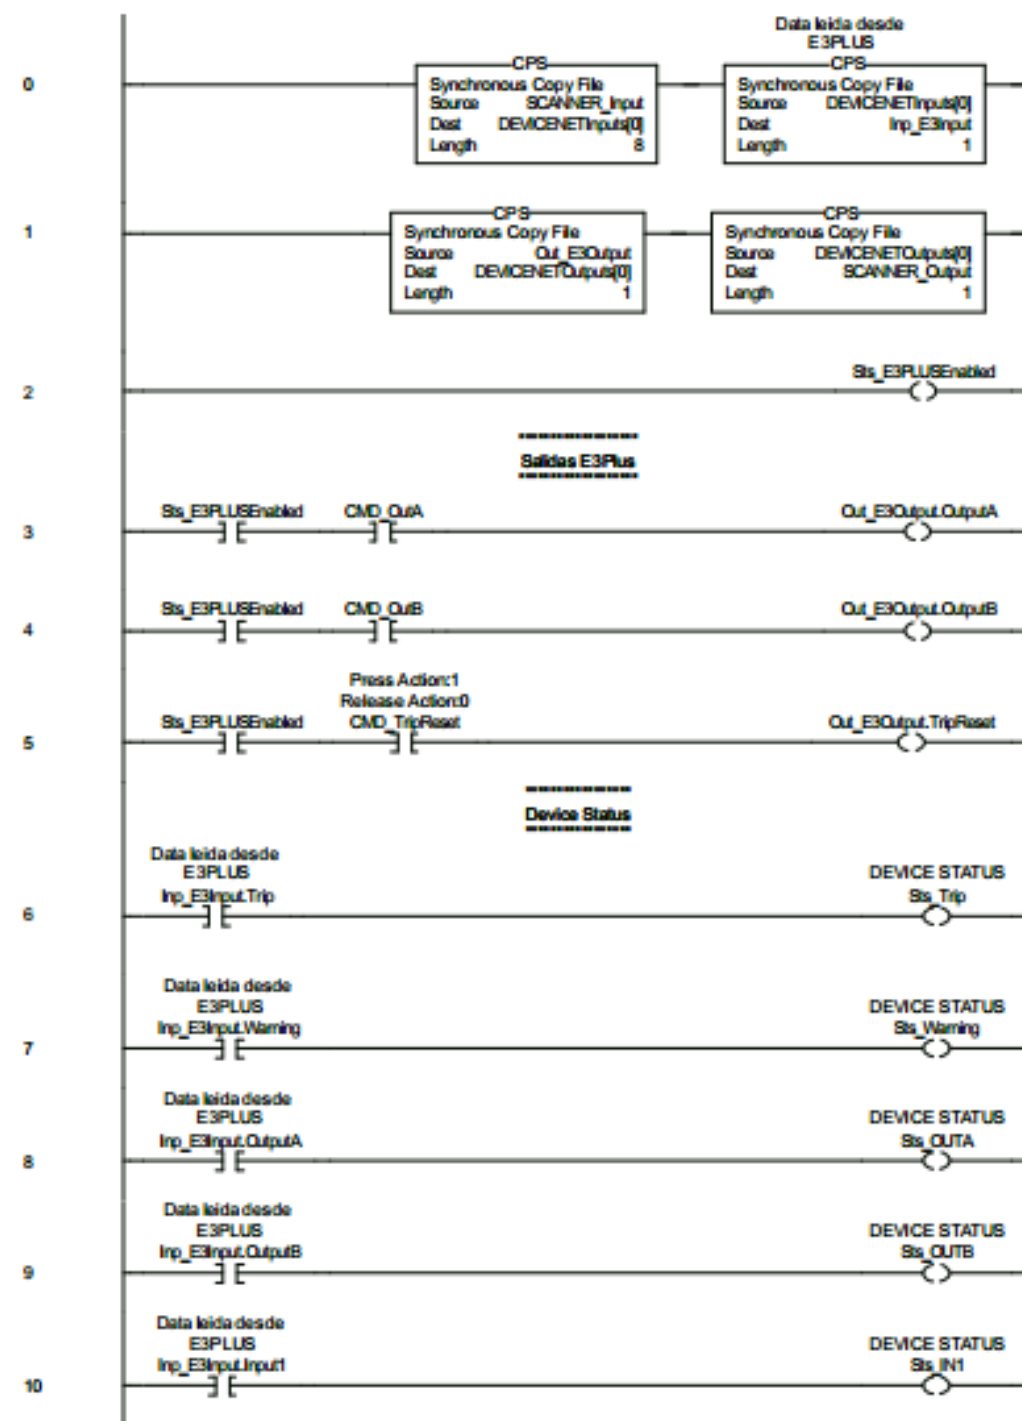 Data leida desde
E3PLUS
0
CPS
Synchronous Copy File
Source SCANNER_Input
Dest DEVICENETInputs[0]
Length 8
CPS
Synchronous Copy File
Source DEVICENETInputs[0]
Dest Inp_E3Input
Length 1
1
CPS
Synchronous Copy File
Source Out_E3Output
Dest DEVICENETOutputs[0]
Length 1
CPS
Synchronous Copy File
Source DEVICENETOutputs[0]
Dest SCANNER_Output
Length 1
2
Sts_E3PLUSEnabled
Salidas E3Plus
3
Sts_E3PLUSEnabled CMD_OutA Out_E3Output.OutputA
4
Sts_E3PLUSEnabled CMD_OutB Out_E3Output.OutputB
Press Action:1
Release Action:0
5
Sts_E3PLUSEnabled CMD_TripReset Out_E3Output.TripReset
Device Status
Data leida desde
E3PLUS DEVICE STATUS
Inp_E3Input.Trip Sts_Trip
6
Data leida desde
E3PLUS DEVICE STATUS
Inp_E3Input.Warning Sts_Warning
7
Data leida desde
E3PLUS DEVICE STATUS
Inp_E3Input.OutputA Sts_OUTA
8
Data leida desde
E3PLUS DEVICE STATUS
Inp_E3Input.OutputB Sts_OUTB
9
Data leida desde
E3PLUS DEVICE STATUS
Inp_E3Input.Input1 Sts_IN1
10